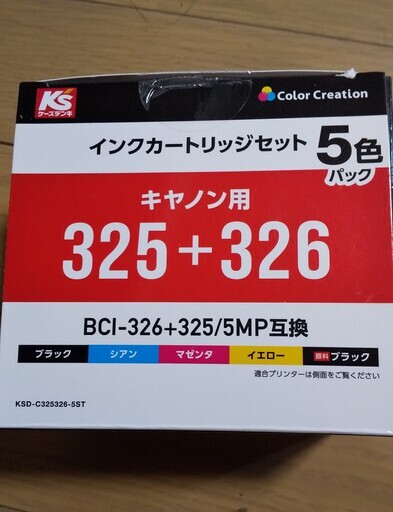 K's
ケーズデンキ
Color Creation
インクカートリッジセット 5色パック
キヤノン用
325+326
BCI-326+325/5MP互換
ブラック シアン マゼンタ イエロー 顔料 ブラック
適合プリンターは側面をご覧ください
KSD-C325326-5ST